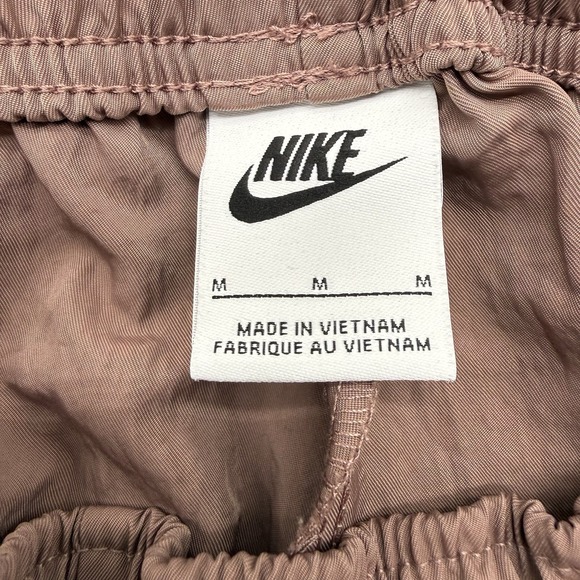 NIKE
M M M
MADE IN VIETNAM
FABRIQUE AU VIETNAM